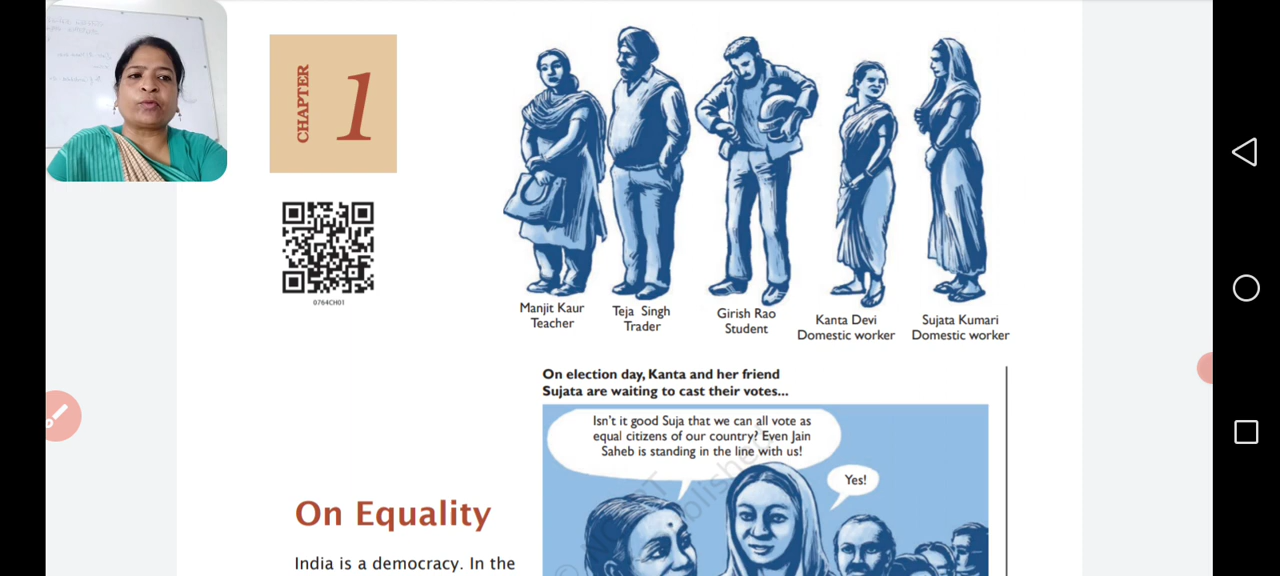 CHAPTER
1
0764CH01
Manjit Kaur
Teacher
Teja Singh
Trader
Girish Rao
Student
Kanta Devi
Domestic worker
Sujata Kumari
Domestic worker
On election day, Kanta and her friend
Sujata are waiting to cast their votes...
Isn't it good Suja that we can all vote as
equal citizens of our country? Even Jain
Saheb is standing in the line with us!
Yes!
On Equality
India is a democracy. In the